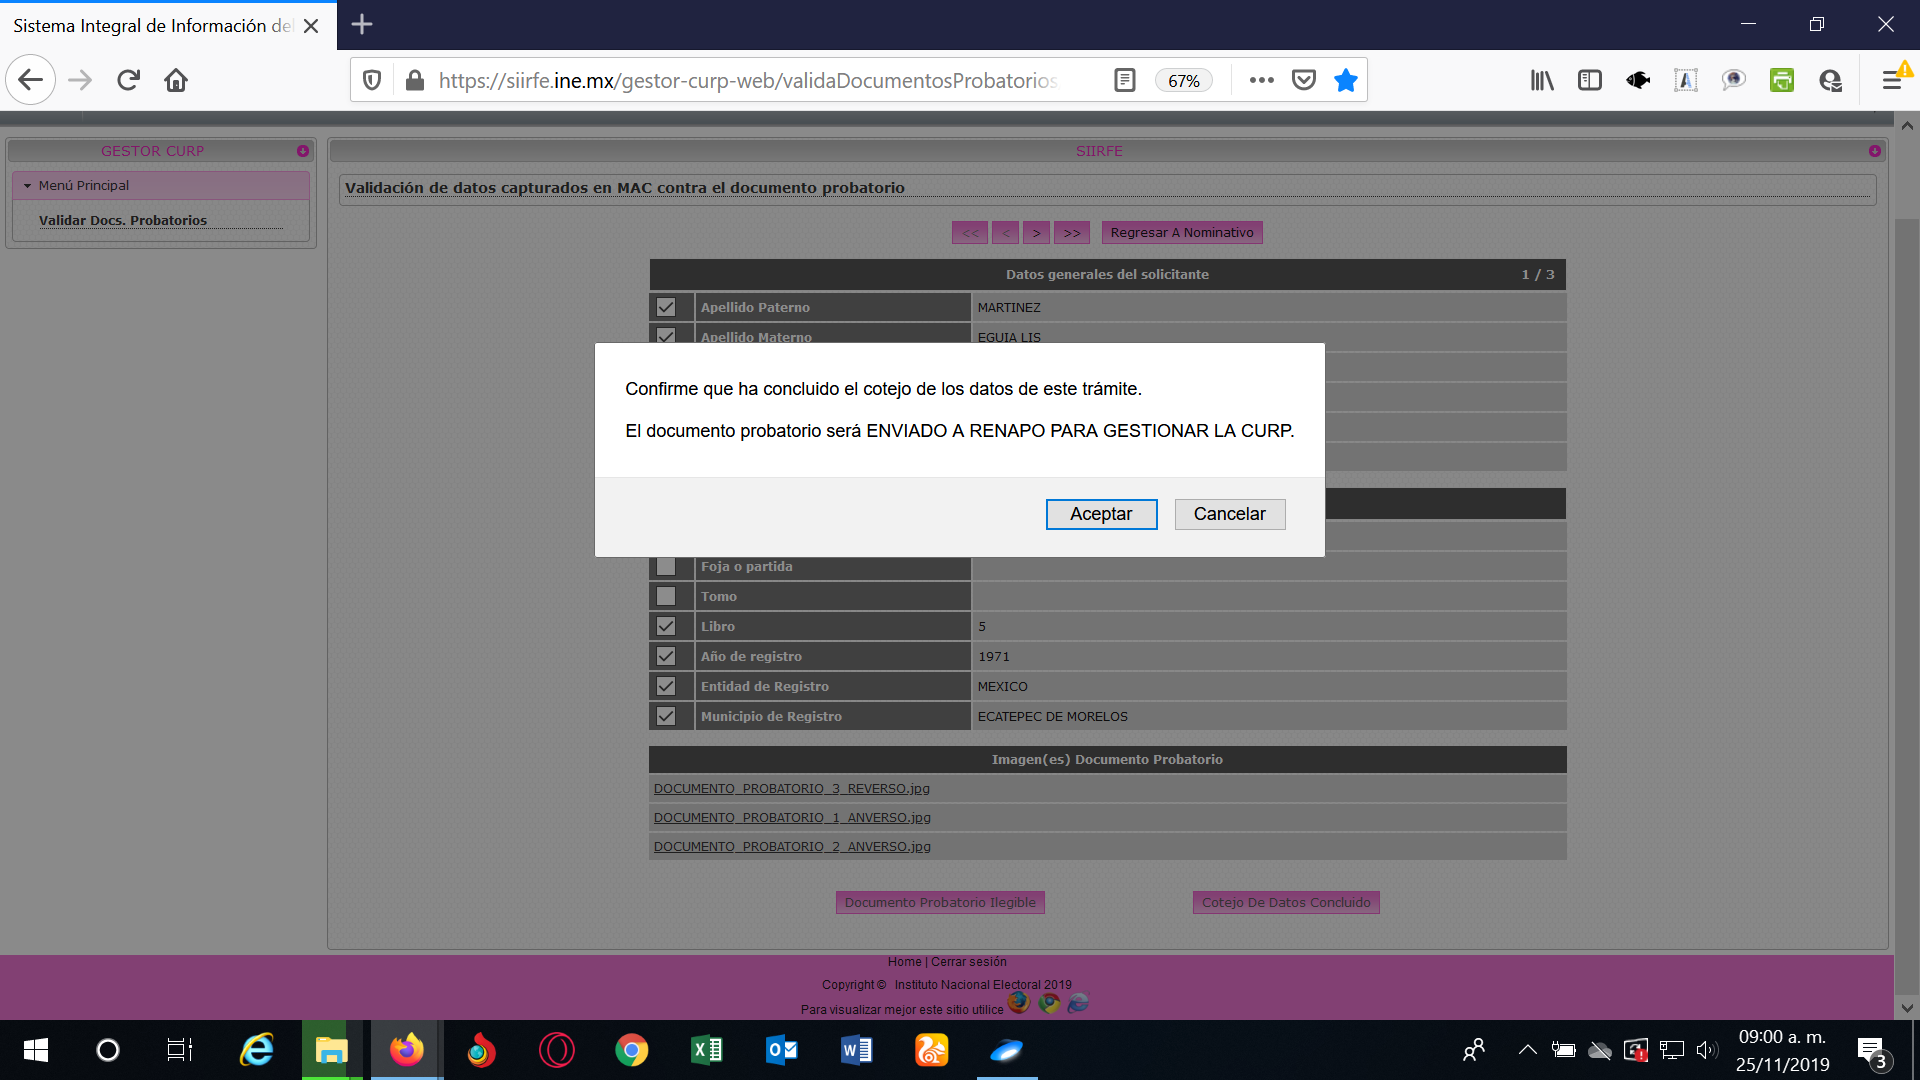 Sistema Integral de Información del
https://siirfe.ine.mx/gestor-curp-web/validaDocumentosProbatorios
67%
GESTOR CURP
Menú Principal
Validar Docs. Probatorios
SIIRFE
Validación de datos capturados en MAC contra el documento probatorio
<< < > >> Regresar A Nominativo
Datos generales del solicitante 1 / 3
Apellido Paterno MARTINEZ
Apellido Materno EGUIA LIS
Confirme que ha concluido el cotejo de los datos de este trámite.
El documento probatorio será ENVIADO A RENAPO PARA GESTIONAR LA CURP.
Aceptar Cancelar
Foja o partida
Tomo
Libro 5
Año de registro 1971
Entidad de Registro MEXICO
Municipio de Registro ECATEPEC DE MORELOS
Imagen(es) Documento Probatorio
DOCUMENTO_PROBATORIO_3_REVERSO.jpg
DOCUMENTO_PROBATORIO_1_ANVERSO.jpg
DOCUMENTO_PROBATORIO_2_ANVERSO.jpg
Documento Probatorio Ilegible Cotejo De Datos Concluido
Home | Cerrar sesión
Copyright © Instituto Nacional Electoral 2019
Para visualizar mejor este sitio utilice
09:00 a. m.
25/11/2019
3